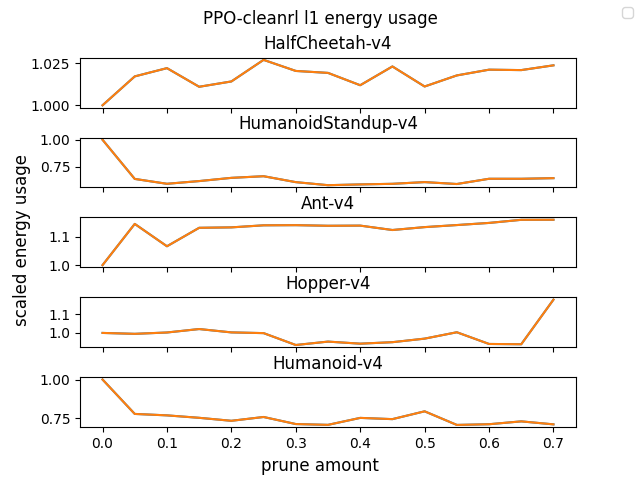 PPO-cleanrl l1 energy usage
HalfCheetah-v4
1.025
1.000
HumanoidStandup-v4
1.00
0.75
Ant-v4
1.1
1.0
scaled energy usage
Hopper-v4
1.1
1.0
Humanoid-v4
1.00
0.75
0.0 0.1 0.2 0.3 0.4 0.5 0.6 0.7
prune amount